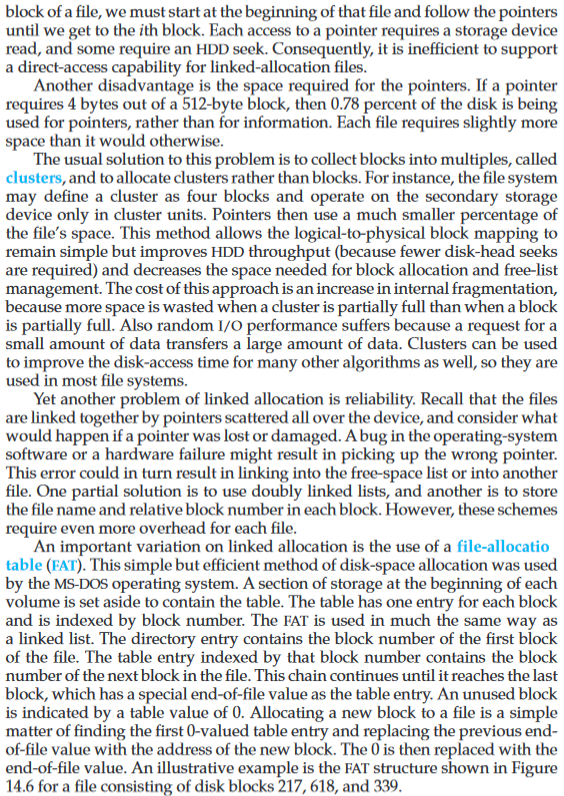 block of a file, we must start at the beginning of that file and follow the pointers
until we get to the ith block. Each access to a pointer requires a storage device
read, and some require an HDD seek. Consequently, it is inefficient to support
a direct-access capability for linked-allocation files.
Another disadvantage is the space required for the pointers. If a pointer
requires 4 bytes out of a 512-byte block, then 0.78 percent of the disk is being
used for pointers, rather than for information. Each file requires slightly more
space than it would otherwise.
The usual solution to this problem is to collect blocks into multiples, called
clusters, and to allocate clusters rather than blocks. For instance, the file system
may define a cluster as four blocks and operate on the secondary storage
device only in cluster units. Pointers then use a much smaller percentage of
the file's space. This method allows the logical-to-physical block mapping to
remain simple but improves HDD throughput (because fewer disk-head seeks
are required) and decreases the space needed for block allocation and free-list
management. The cost of this approach is an increase in internal fragmentation,
because more space is wasted when a cluster is partially full than when a block
is partially full. Also random I/O performance suffers because a request for a
small amount of data transfers a large amount of data. Clusters can be used
to improve the disk-access time for many other algorithms as well, so they are
used in most file systems.
Yet another problem of linked allocation is reliability. Recall that the files
are linked together by pointers scattered all over the device, and consider what
would happen if a pointer was lost or damaged. A bug in the operating-system
software or a hardware failure might result in picking up the wrong pointer.
This error could in turn result in linking into the free-space list or into another
file. One partial solution is to use doubly linked lists, and another is to store
the file name and relative block number in each block. However, these schemes
require even more overhead for each file.
An important variation on linked allocation is the use of a file-allocatio
table (FAT). This simple but efficient method of disk-space allocation was used
by the MS-DOS operating system. A section of storage at the beginning of each
volume is set aside to contain the table. The table has one entry for each block
and is indexed by block number. The FAT is used in much the same way as
a linked list. The directory entry contains the block number of the first block
of the file. The table entry indexed by that block number contains the block
number of the next block in the file. This chain continues until it reaches the last
block, which has a special end-of-file value as the table entry. An unused block
is indicated by a table value of 0. Allocating a new block to a file is a simple
matter of finding the first 0-valued table entry and replacing the previous end-
of-file value with the address of the new block. The 0 is then replaced with the
end-of-file value. An illustrative example is the FAT structure shown in Figure
14.6 for a file consisting of disk blocks 217, 618, and 339.